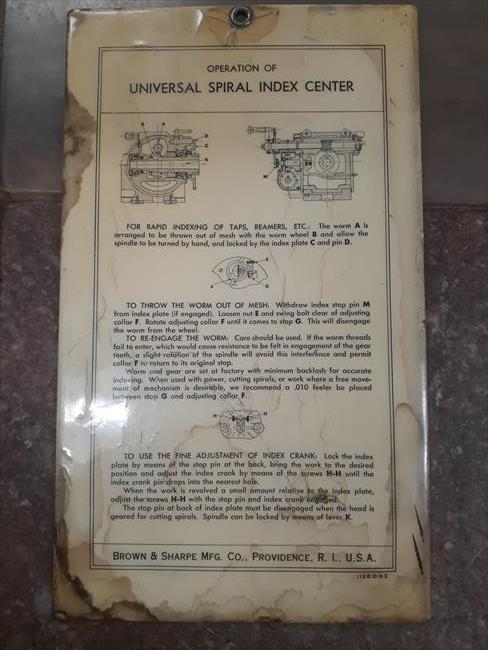 OPERATION OF
UNIVERSAL SPIRAL INDEX CENTER
FOR RAPID INDEXING OF TAPS, REAMERS, ETC.: The worm A is
arranged to be thrown out of mesh with the worm wheel B and allow the
spindle to be turned by hand, and locked by the index plate C and pin D.
TO THROW THE WORM OUT OF MESH: Withdraw index stop pin M
from index plate (if engaged). Loosen nut E and swing bolt clear of adjusting
collar F. Rotate adjusting collar F until it comes to stop G. This will disengage
the worm from the wheel.
TO RE-ENGAGE THE WORM: Care should be used. If the worm threads
fail to enter, which would cause resistance to be felt in engagement of the gear
teeth, a slight rotation of the spindle will avoid this interference and permit
collar F to return to its original stop.
Worm and gear are set at factory with minimum backlash for accurate
indexing. When used with power, cutting spirals, or work where a free move-
ment of mechanism is desirable, we recommend a .010 feeler be placed
between stop G and adjusting collar F.
H H
TO USE THE FINE ADJUSTMENT OF INDEX CRANK: Lock the index
plate by means of the stop pin at the back, bring the work to the desired
position and adjust the index crank by means of the screws H-H until the
index crank pin drops into the nearest hole.
When the work is revolved a small amount relative to the index plate,
adjust the screws H-H with the stop pin and index crank engaged.
The stop pin at back of index plate must be disengaged when the head is
geared for cutting spirals. Spindle can be locked by means of lever K.
BROWN & SHARPE MFG. CO., PROVIDENCE, R. I., U.S.A.